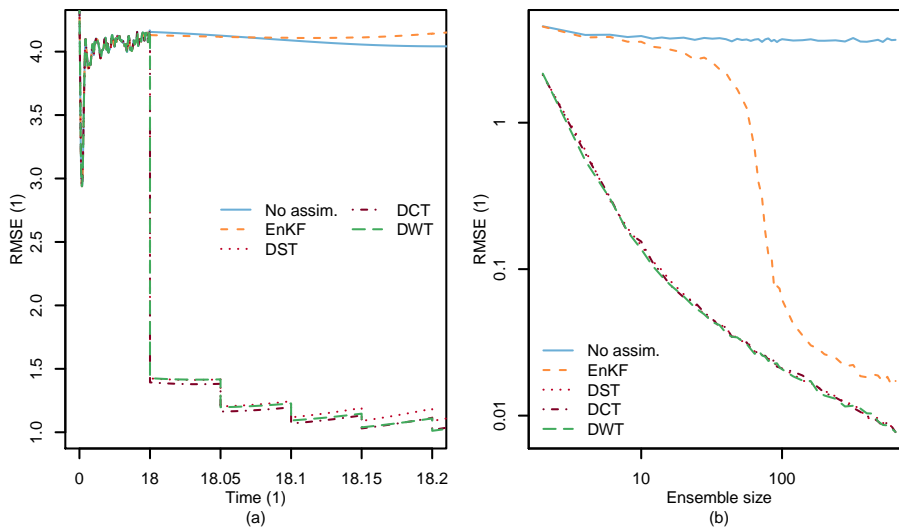 4.0
3.5
3.0
2.5
2.0
1.5
1.0
RMSE (1)
No assim.
EnKF
DST
DCT
DWT
0
18
18.05
18.1
18.15
18.2
Time (1)
(a)
1
0.1
0.01
RMSE (1)
No assim.
EnKF
DST
DCT
DWT
10
100
Ensemble size
(b)